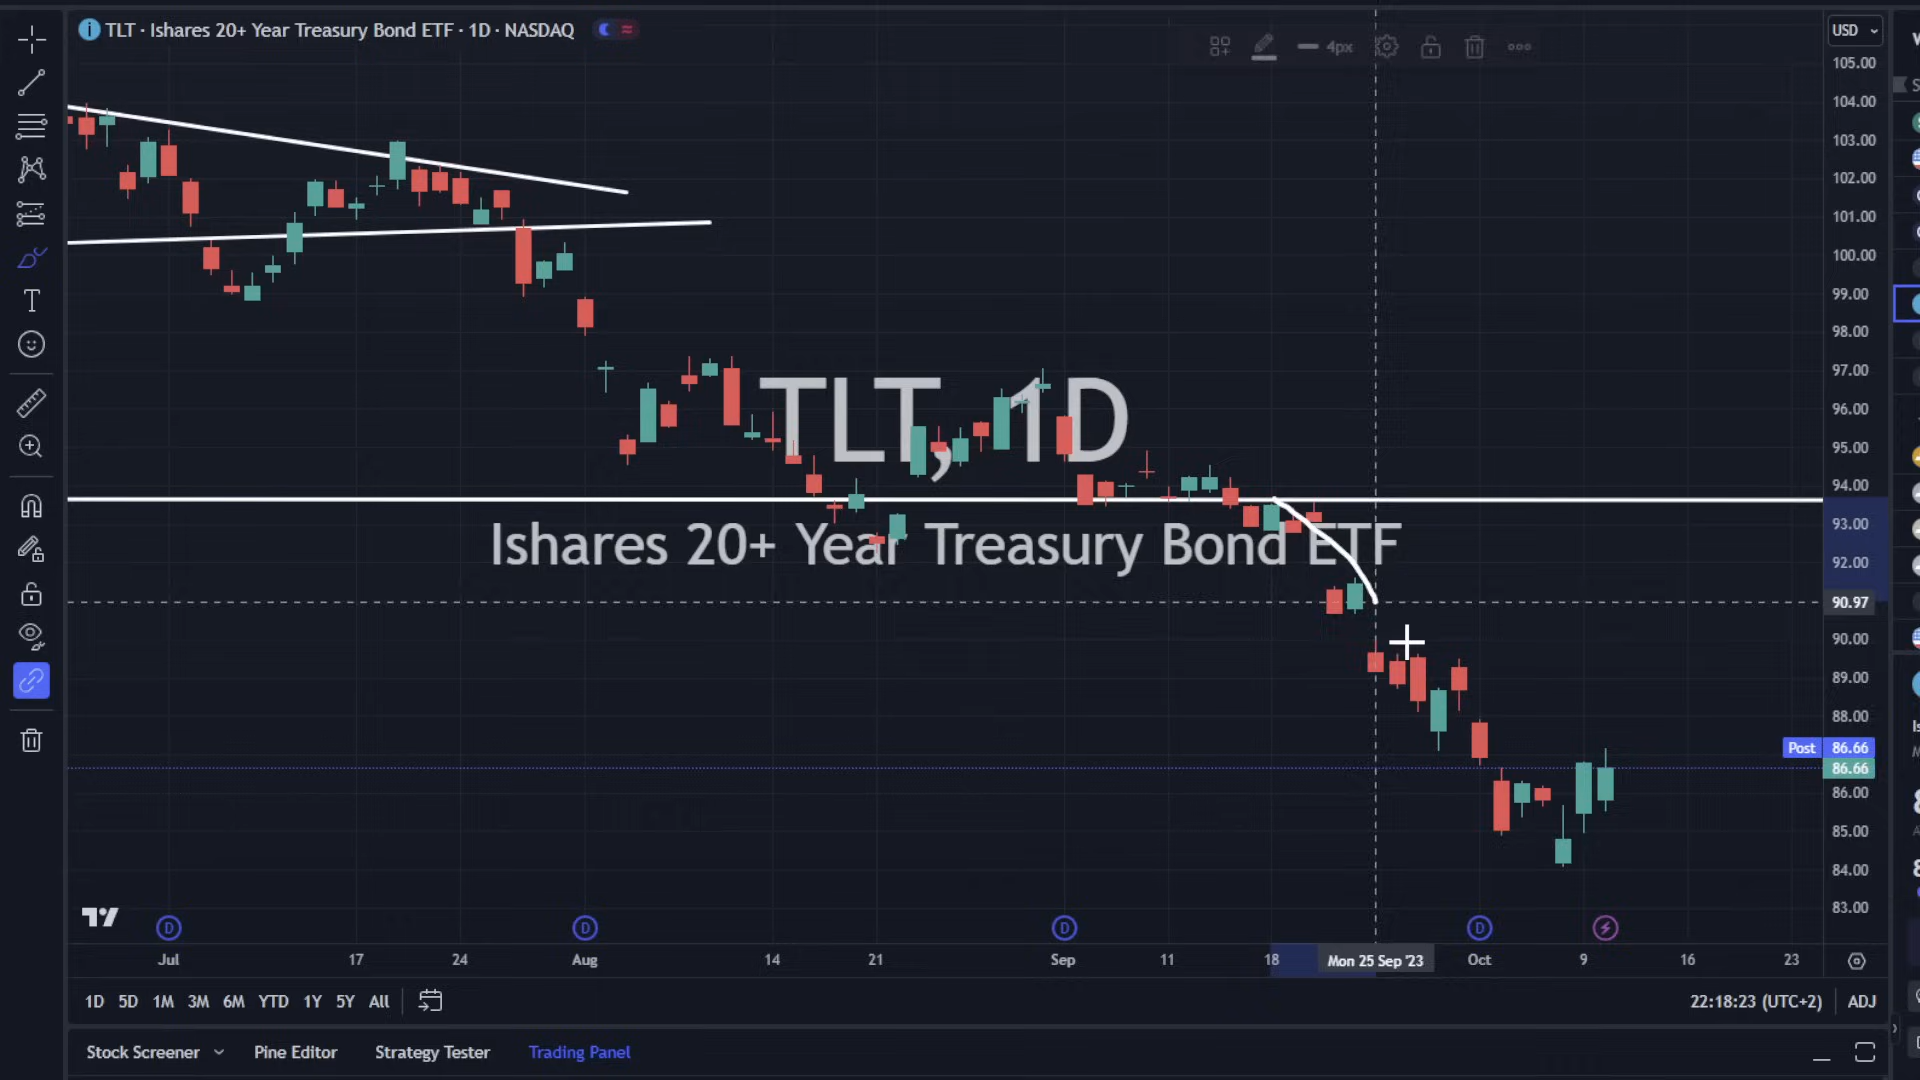 TLT · Ishares 20+ Year Treasury Bond ETF · 1D · NASDAQ
4px
USD
105.00
104.00
103.00
102.00
101.00
100.00
99.00
98.00
97.00
96.00
95.00
94.00
93.00
92.00
90.97
90.00
89.00
88.00
Post 86.66
86.66
86.00
85.00
84.00
83.00
TLT, 1D
Ishares 20+ Year Treasury Bond ETF
D D D D
Jul 17 24 Aug 14 21 Sep 11 18 Mon 25 Sep '23 Oct 9 16 23
1D 5D 1M 3M 6M YTD 1Y 5Y All
22:18:23 (UTC+2) ADJ
Stock Screener Pine Editor Strategy Tester Trading Panel